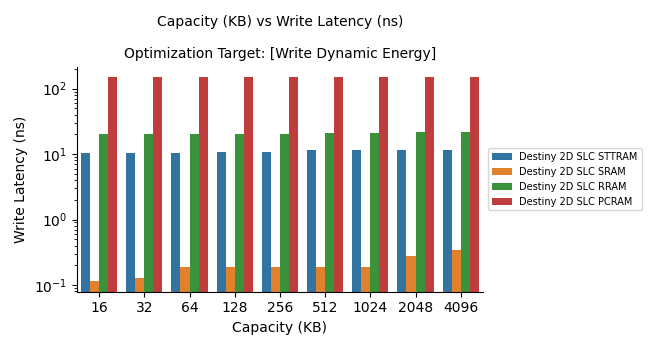 Capacity (KB) vs Write Latency (ns)
Optimization Target: [Write Dynamic Energy]
Write Latency (ns)
10²
10¹
10⁰
10⁻¹
16 32 64 128 256 512 1024 2048 4096
Capacity (KB)
Destiny 2D SLC STTRAM
Destiny 2D SLC SRAM
Destiny 2D SLC RRAM
Destiny 2D SLC PCRAM